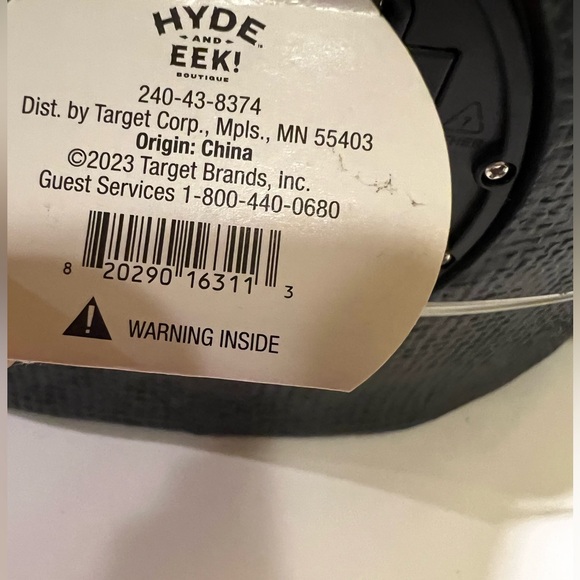 HYDE
AND
EEK!
BOUTIQUE
240-43-8374
Dist. by Target Corp., Mpls., MN 55403
Origin: China
©2023 Target Brands, Inc.
Guest Services 1-800-440-0680
8 20290 16311 3
WARNING INSIDE